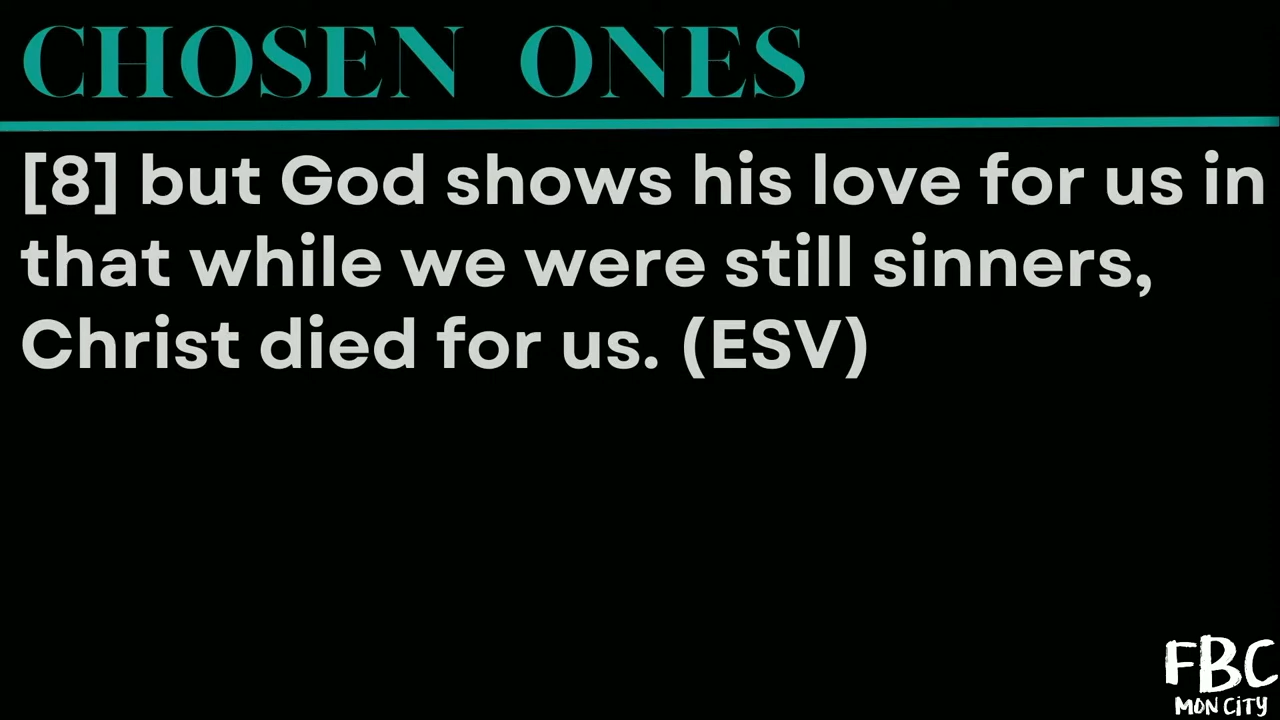 CHOSEN ONES
[8] but God shows his love for us in
that while we were still sinners,
Christ died for us. (ESV)
FBC
MON CITY